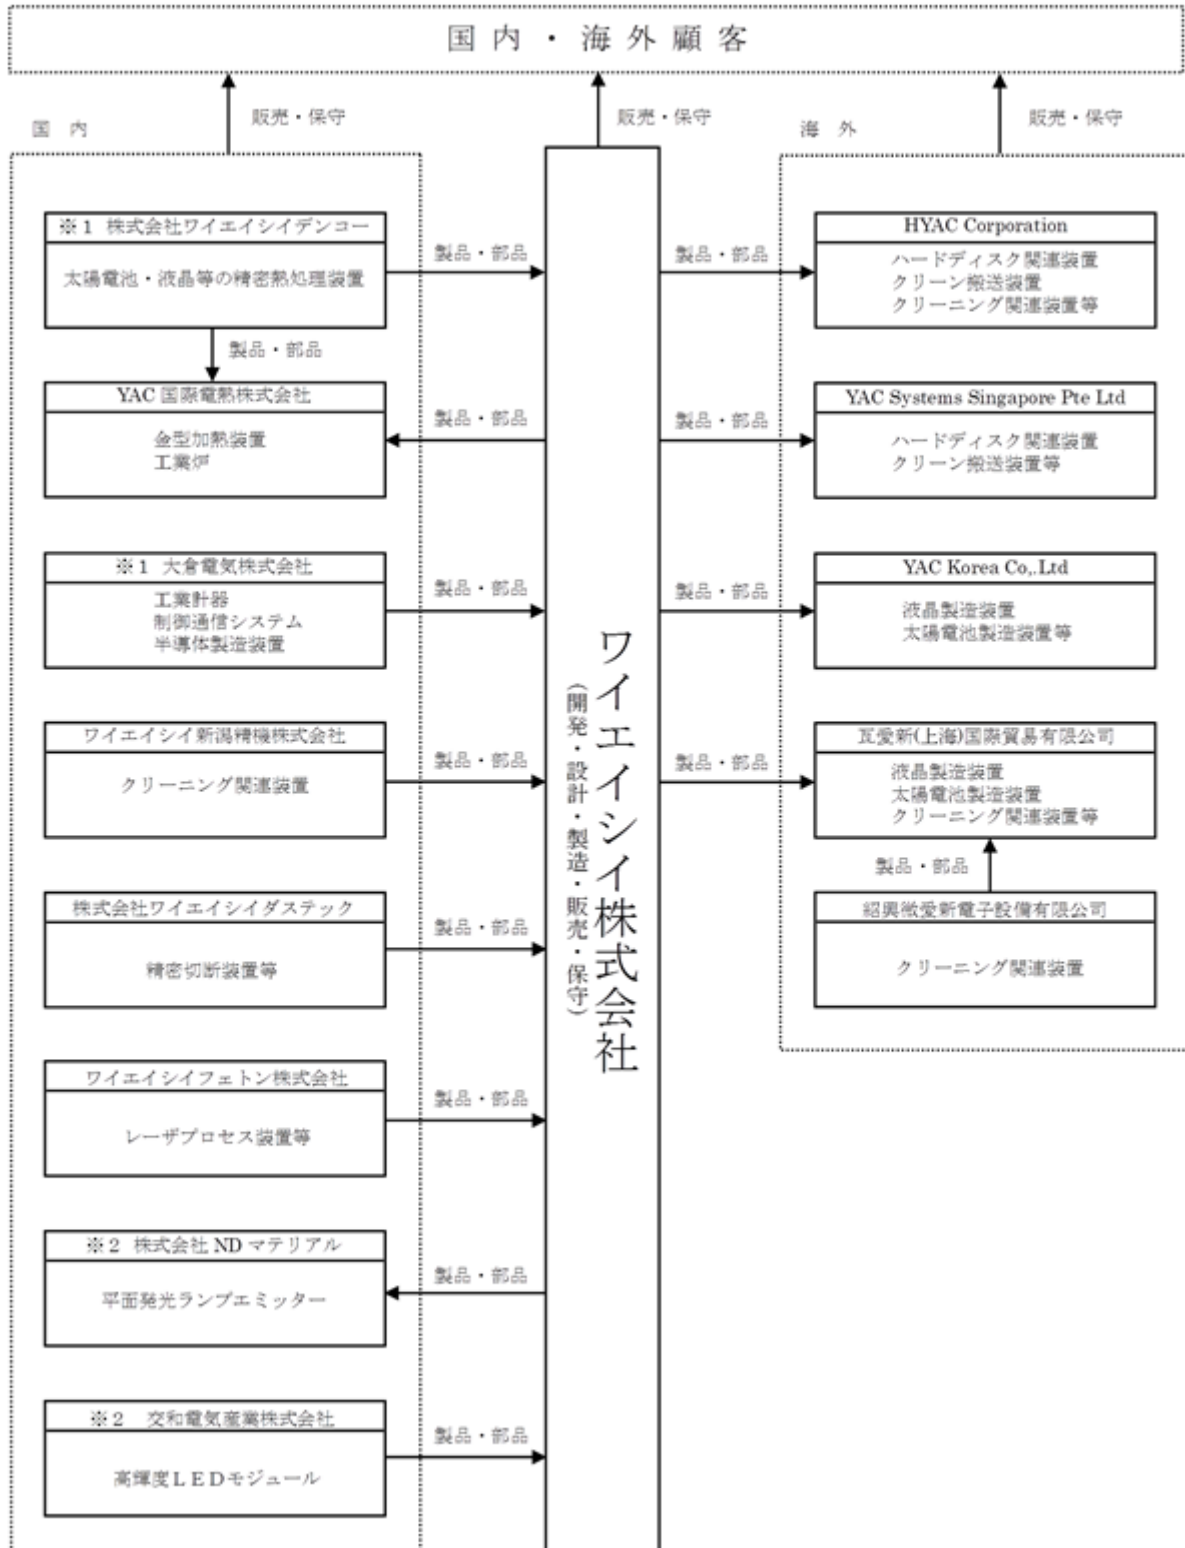 国内・海外顧客
販売・保守
販売・保守
販売・保守
国内
海外
※1 株式会社ワイエイシイデンコー
太陽電池・液晶等の精密熱処理装置
製品・部品
製品・部品
YAC 国際電熱株式会社
金型加熱装置
工業炉
製品・部品
※1 大倉電気株式会社
工業計器
制御通信システム
半導体製造装置
製品・部品
ワイエイシイ新潟精機株式会社
クリーニング関連装置
製品・部品
株式会社ワイエイシイダステック
精密切断装置等
製品・部品
ワイエイシイフェトン株式会社
レーザプロセス装置等
製品・部品
※2 株式会社 ND マテリアル
平面発光ランプエミッター
製品・部品
※2 交和電気産業株式会社
高輝度LEDモジュール
製品・部品
ワイエイシイ株式会社
(開発・設計・製造・販売・保守)
製品・部品
HYAC Corporation
ハードディスク関連装置
クリーン搬送装置
クリーニング関連装置等
製品・部品
YAC Systems Singapore Pte Ltd
ハードディスク関連装置
クリーン搬送装置等
製品・部品
YAC Korea Co,.Ltd
液晶製造装置
太陽電池製造装置等
製品・部品
瓦愛新(上海)国際貿易有限公司
液晶製造装置
太陽電池製造装置
クリーニング関連装置等
製品・部品
紹興微愛新電子設備有限公司
クリーニング関連装置